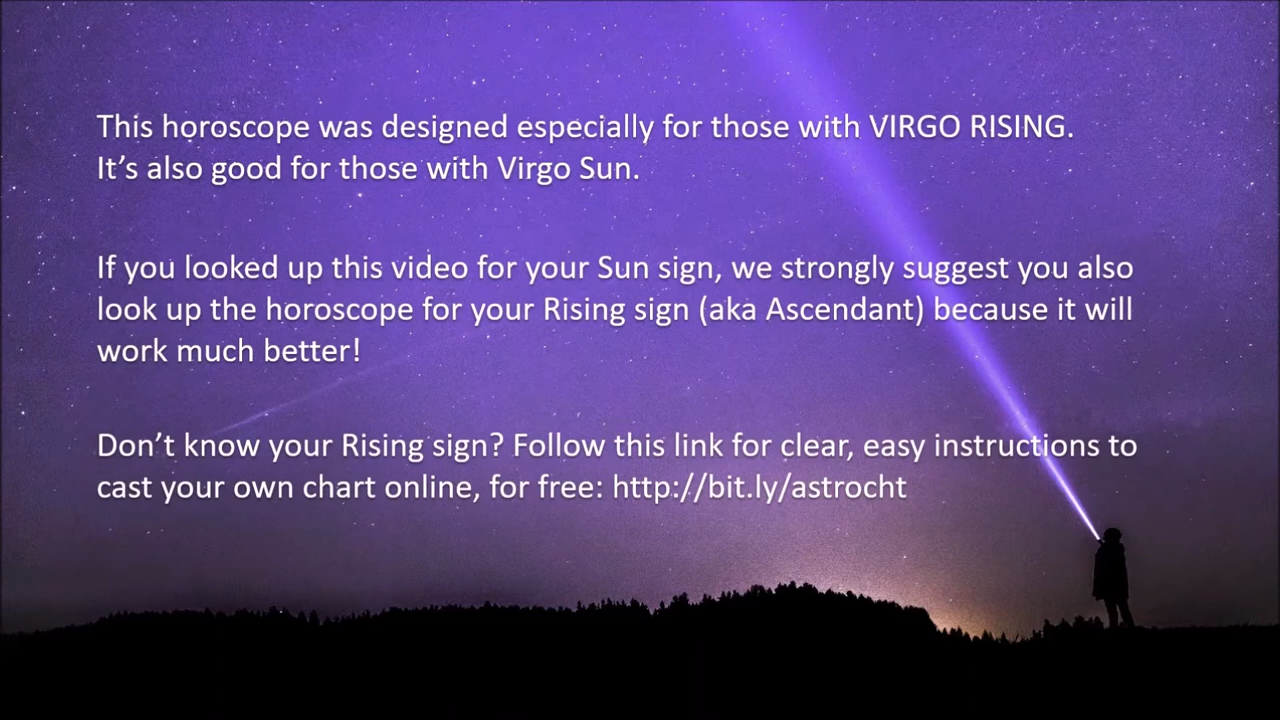 This horoscope was designed especially for those with VIRGO RISING.
It’s also good for those with Virgo Sun.
If you looked up this video for your Sun sign, we strongly suggest you also
look up the horoscope for your Rising sign (aka Ascendant) because it will
work much better!
Don’t know your Rising sign? Follow this link for clear, easy instructions to
cast your own chart online, for free: http://bit.ly/astrocht